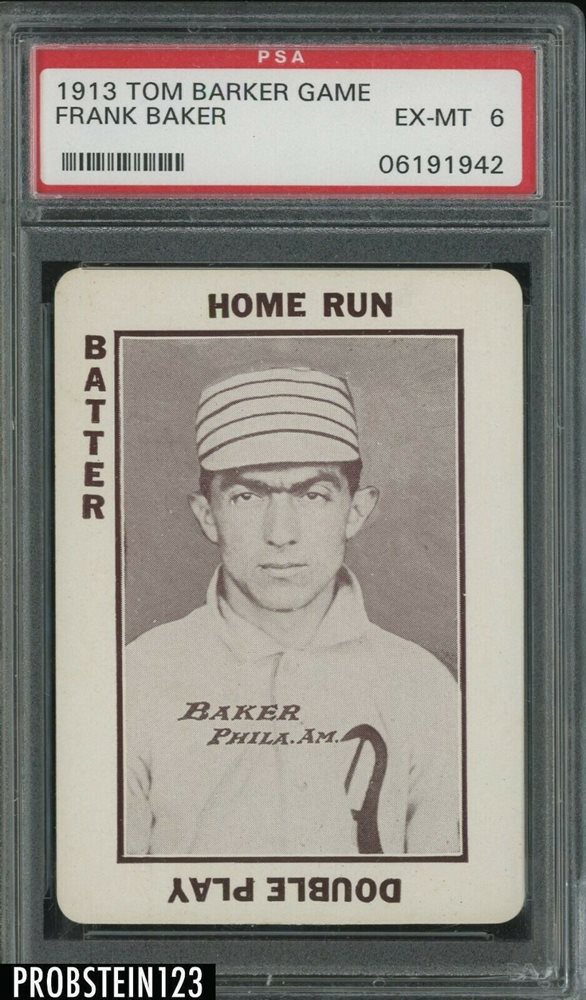 PSA
1913 TOM BARKER GAME
FRANK BAKER
EX-MT 6
06191942
HOME RUN
BATTER
BAKER
PHILA. AM.
DOUBLE PLAY
PROBSTEIN123